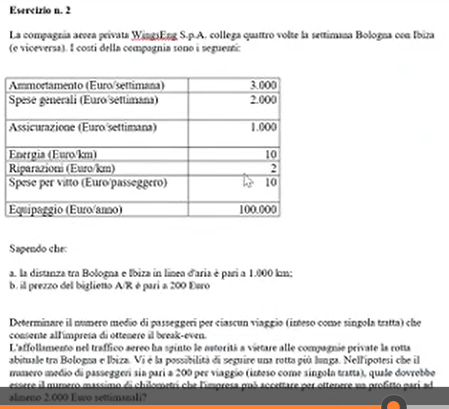 Esercizio n. 2
La compagnia aerea privata WingsEng S.p.A. collega quattro volte la settimana Bologna con Ibiza
(e viceversa). I costi della compagnia sono i seguenti:
Ammortamento (Euro/settimana) 3.000
Spese generali (Euro/settimana) 2.000
Assicurazione (Euro/settimana) 1.000
Energia (Euro/km) 10
Riparazioni (Euro/km) 2
Spese per vitto (Euro/passeggero) 10
Equipaggio (Euro/anno) 100.000
Sapendo che:
a. la distanza tra Bologna e Ibiza in linea d'aria è pari a 1.000 km;
b. il prezzo del biglietto A/R è pari a 200 Euro
Determinare il numero medio di passeggeri per ciascun viaggio (inteso come singola tratta) che
consente all'impresa di ottenere il break-even.
L'affollamento nel traffico aereo ha spinto le autorità a vietare alle compagnie private la rotta
abituale tra Bologna e Ibiza. Vi è la possibilità di seguire una rotta più lunga. Nell'ipotesi che il
numero medio di passeggeri sia pari a 200 per viaggio (inteso come singola tratta), quale dovrebbe
essere il numero massimo di chilometri che l'impresa può accettare per ottenere un profitto pari ad
almeno 2.000 Euro settimanali?